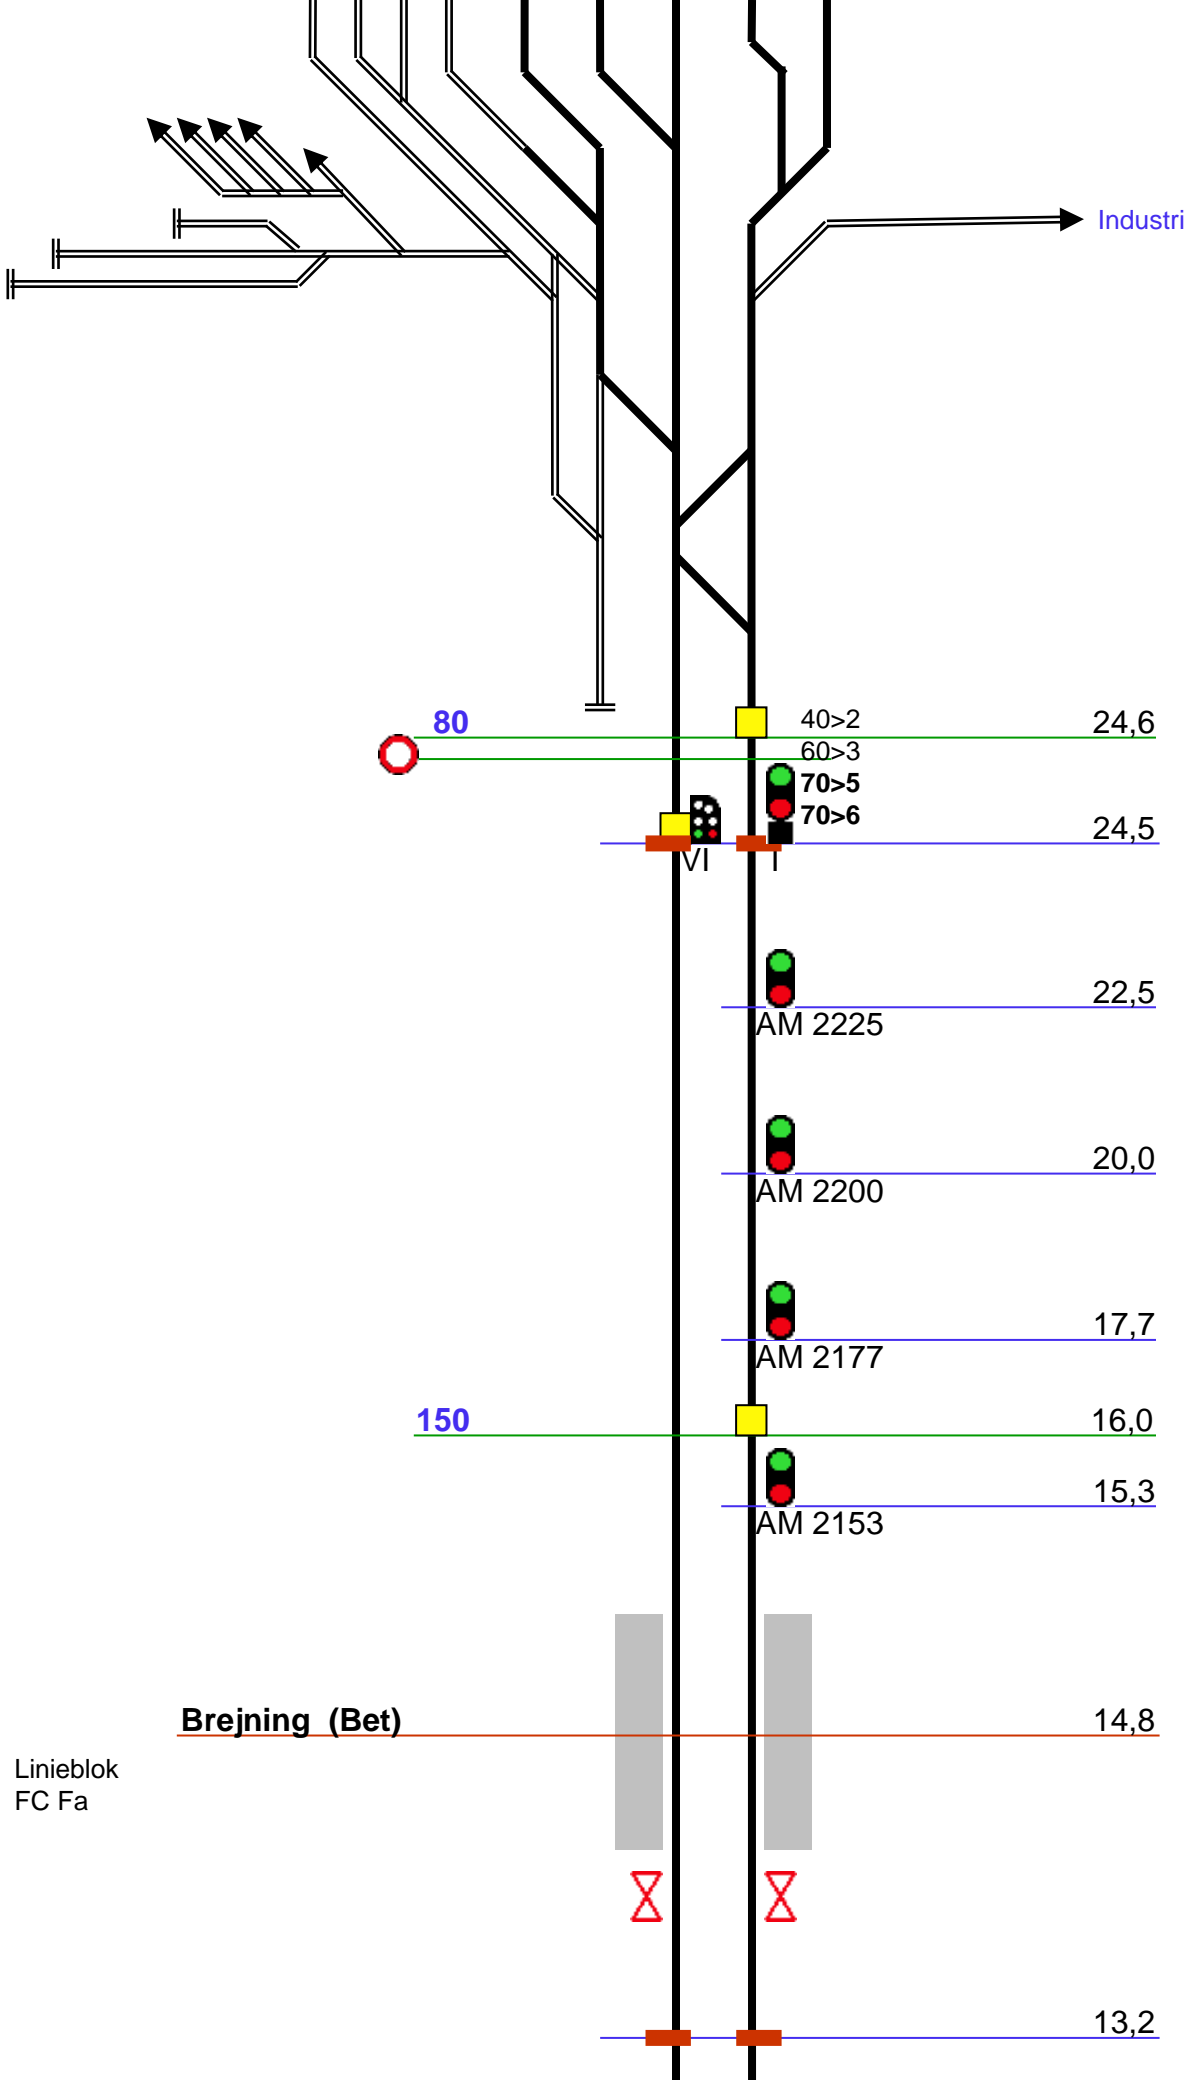 Industri
80
40>2
24,6
60>3
70>5
70>6
24,5
VI
I
22,5
AM 2225
20,0
AM 2200
17,7
AM 2177
150
16,0
15,3
AM 2153
Brejning (Bet)
14,8
Linieblok
FC Fa
13,2